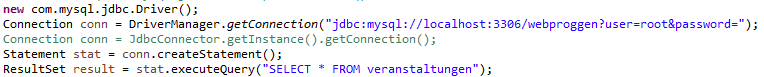 new com.mysql.jdbc.Driver();
Connection conn = DriverManager.getConnection("jdbc:mysql://localhost:3306/webproggen?user=root&password=");
Connection conn = JdbcConnector.getInstance().getConnection();
Statement stat = conn.createStatement();
ResultSet result = stat.executeQuery("SELECT * FROM veranstaltungen");